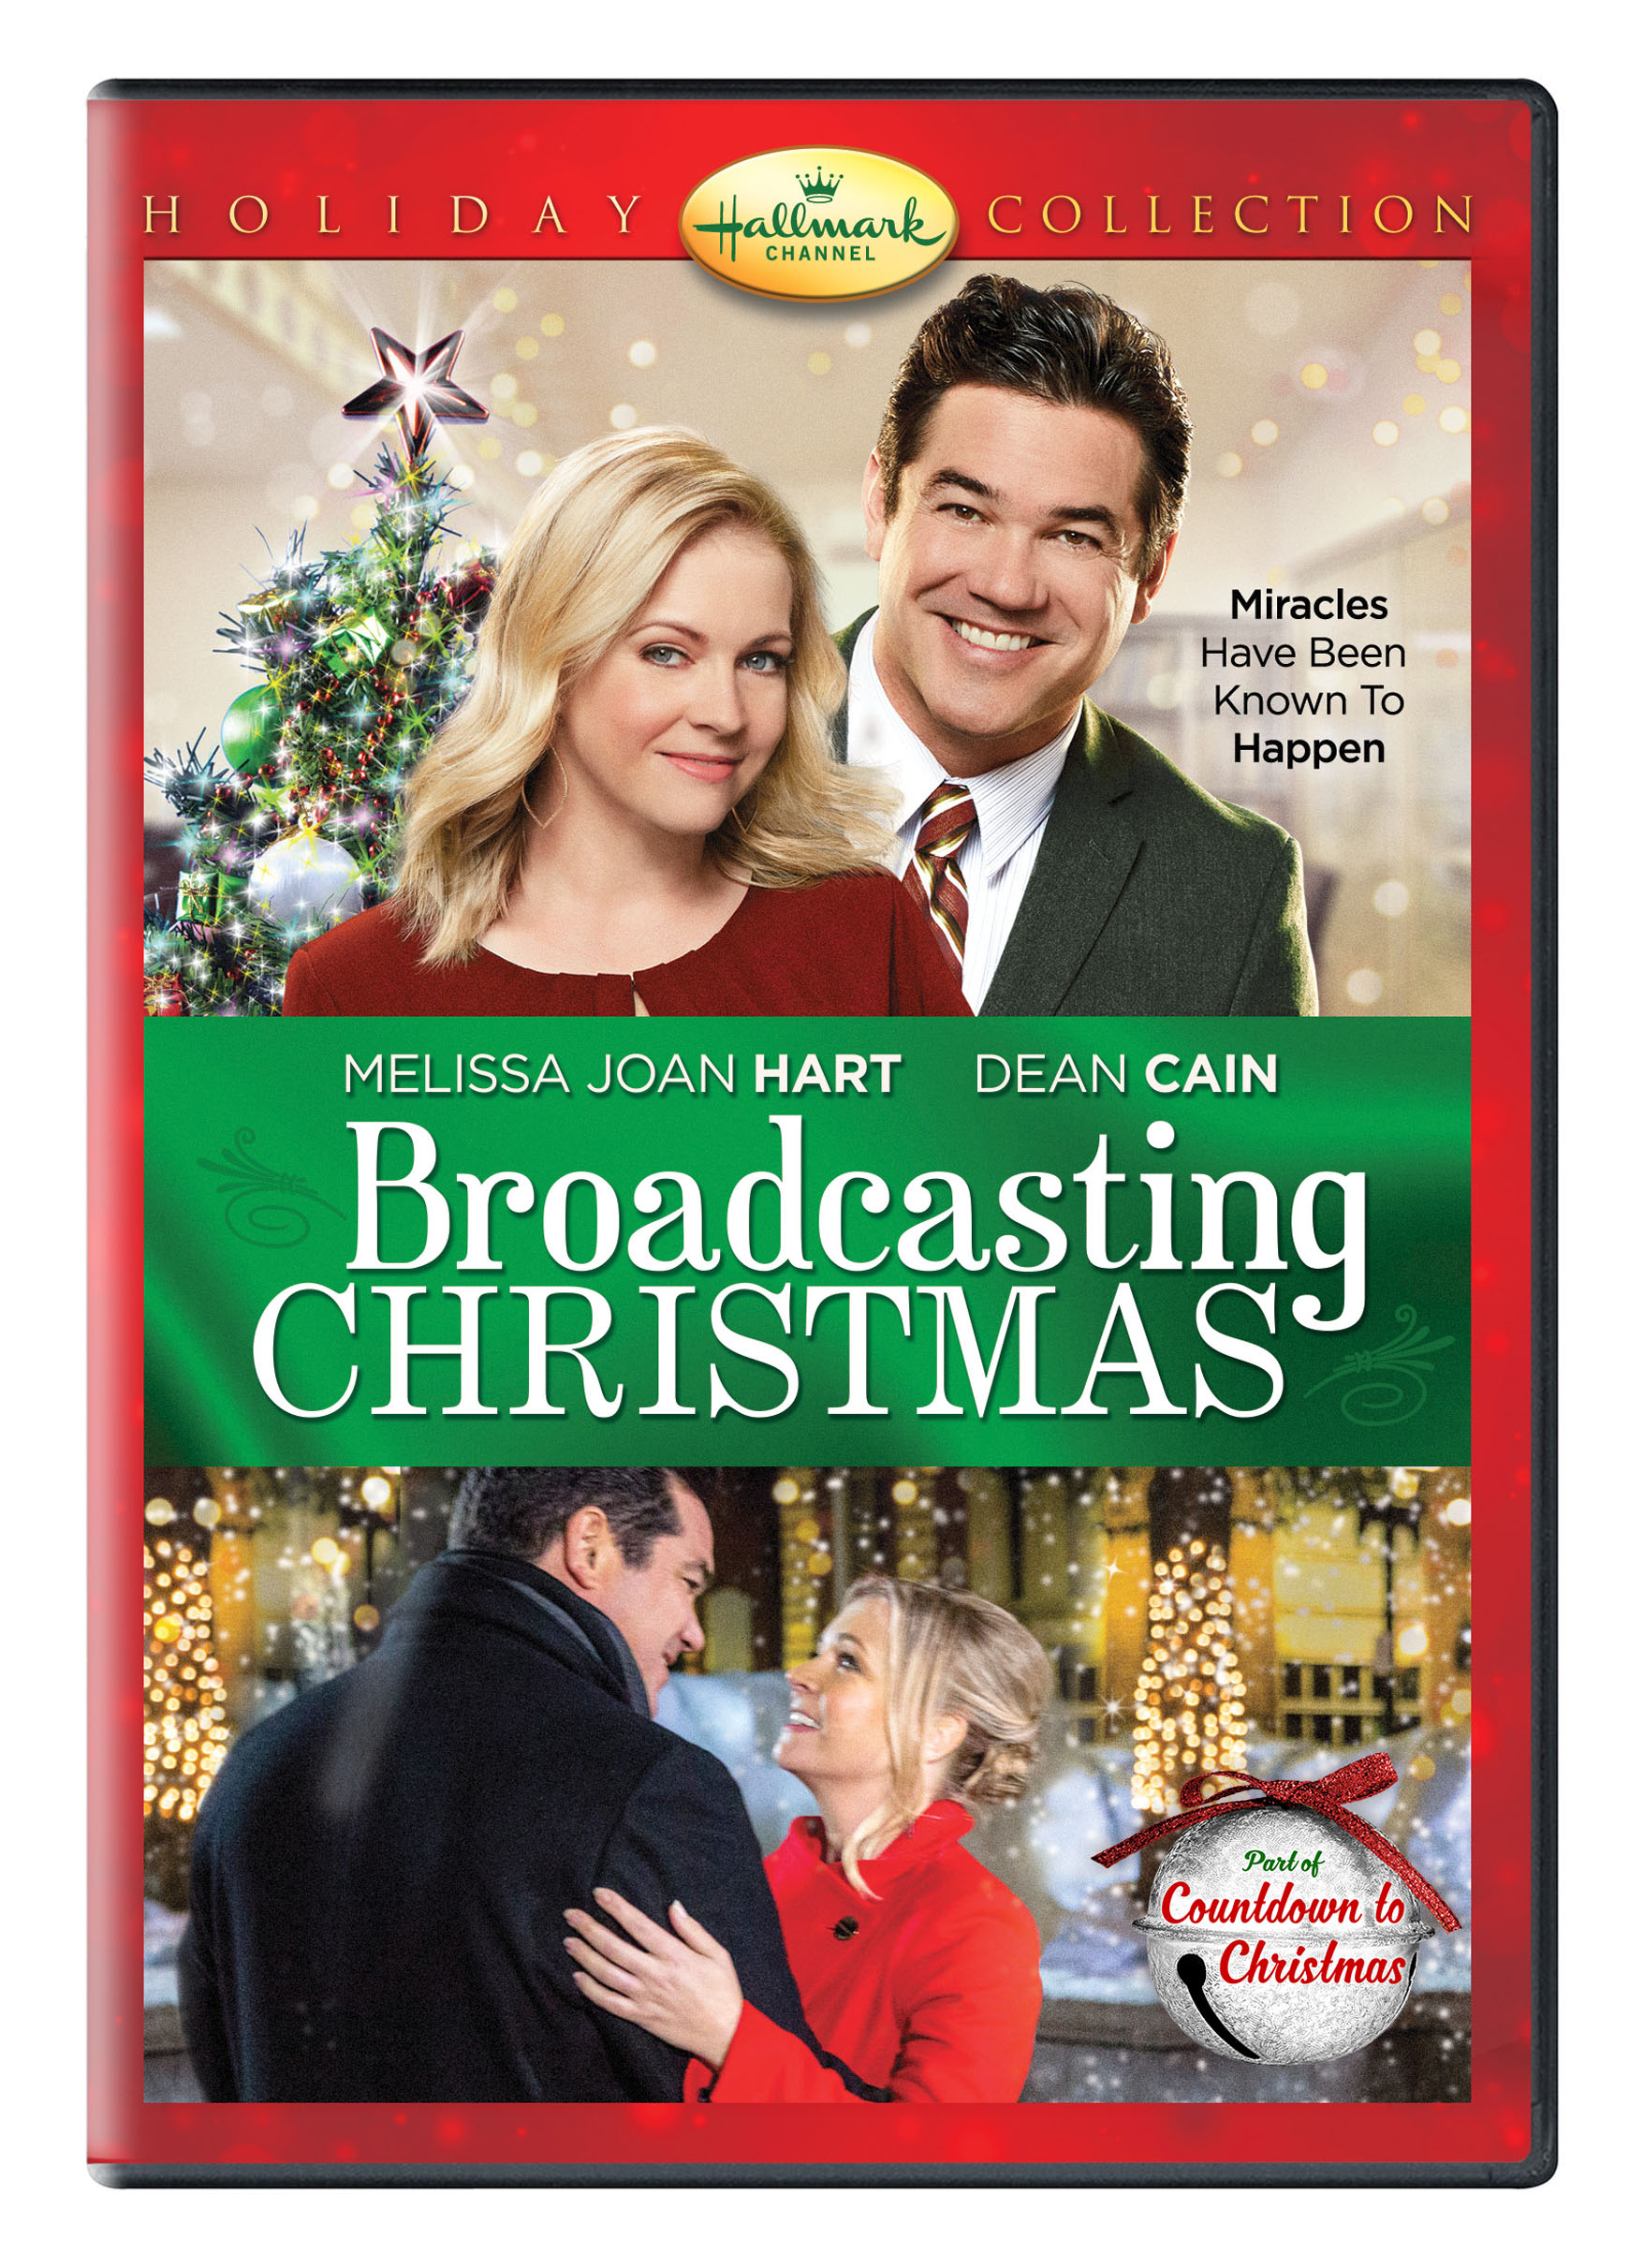 HOLIDAY Hallmark COLLECTION
CHANNEL
Miracles
Have Been
Known To
Happen
MELISSA JOAN HART DEAN CAIN
Broadcasting
CHRISTMAS
Part of
Countdown to
Christmas